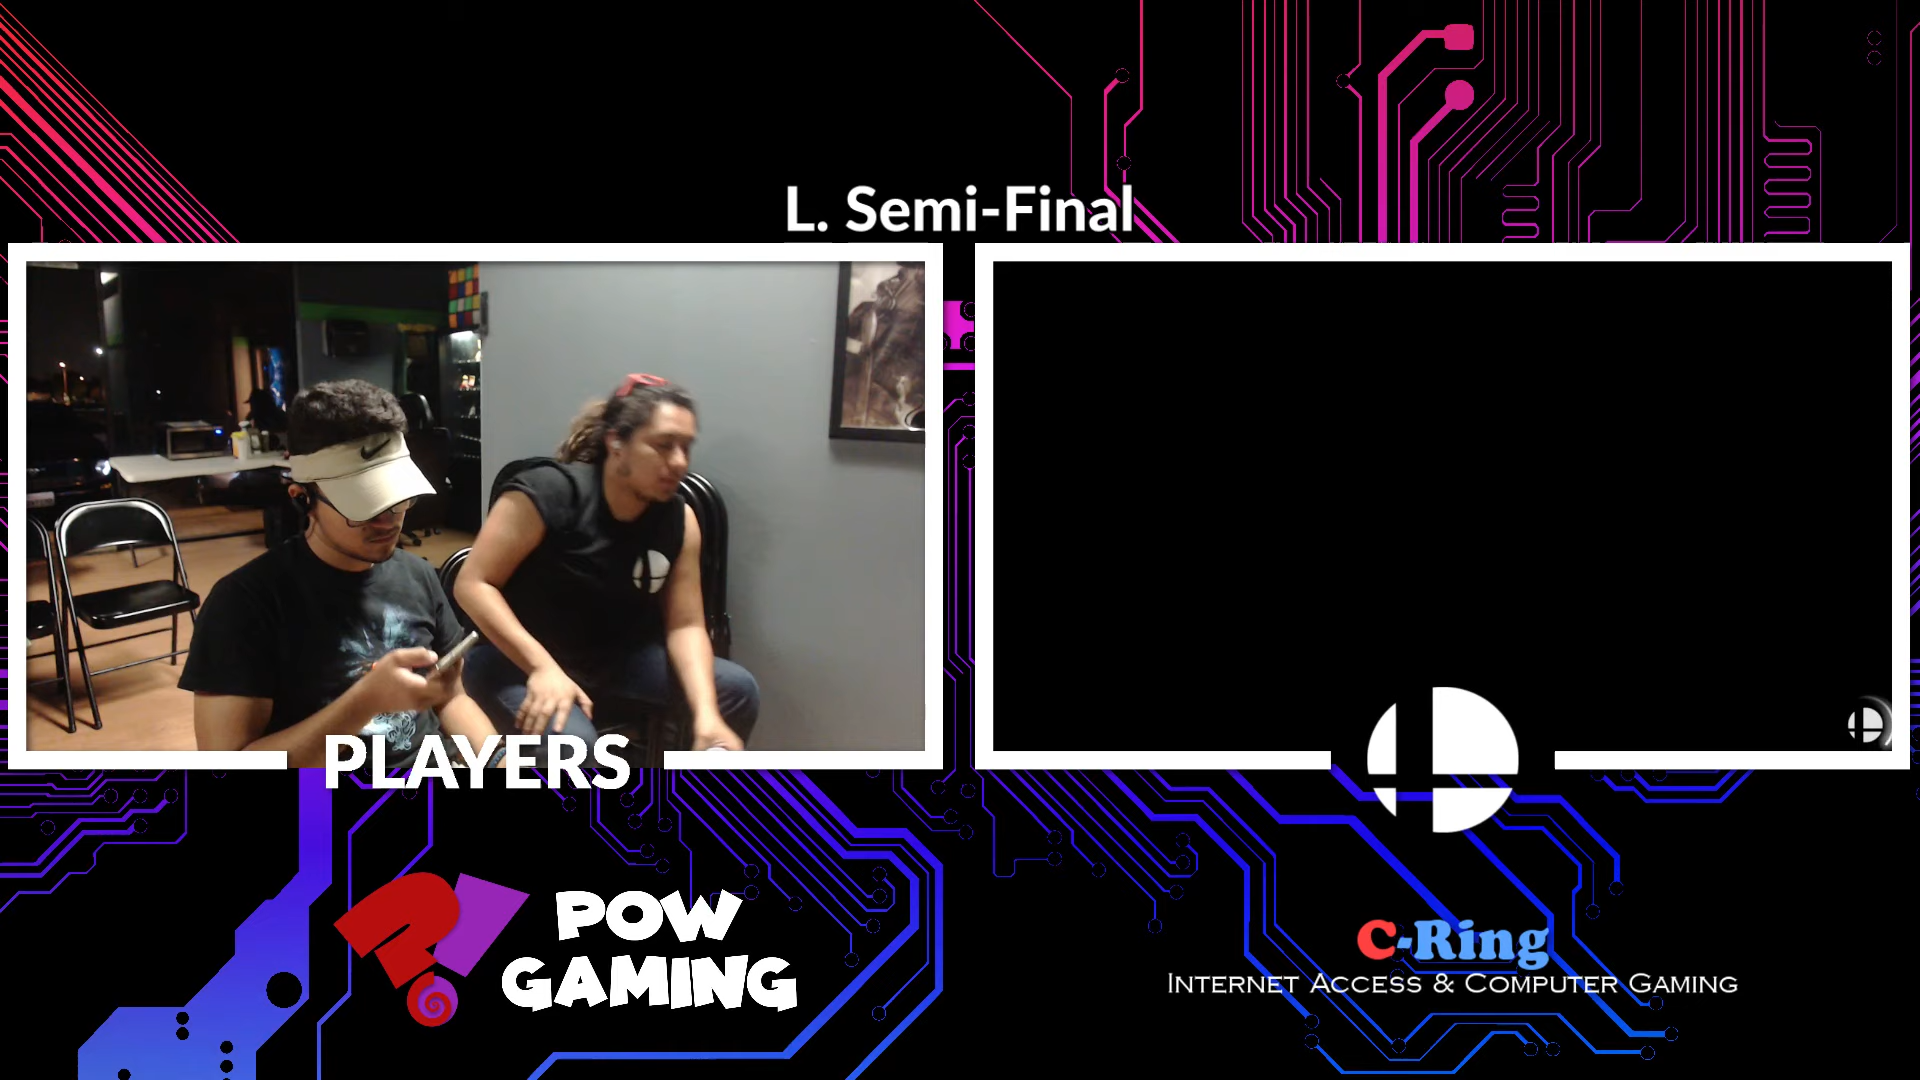 L. Semi-Final
PLAYERS
POW
GAMING
C-Ring
INTERNET ACCESS & COMPUTER GAMING